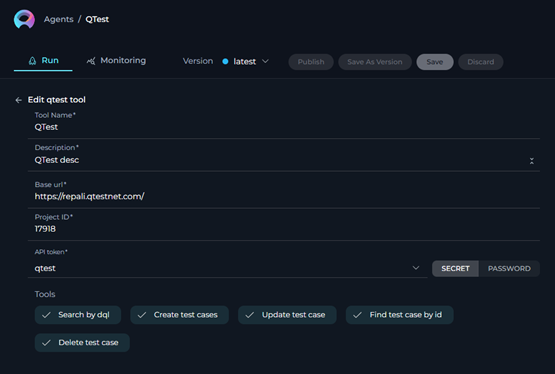 Agents / QTest
Run Monitoring Version latest Publish Save As Version Save Discard
Edit qtest tool
Tool Name*
QTest
Description*
QTest desc
Base url*
https://repali.qtestnet.com/
Project ID*
17918
API token*
qtest SECRET PASSWORD
Tools
Search by dql Create test cases Update test case Find test case by id
Delete test case